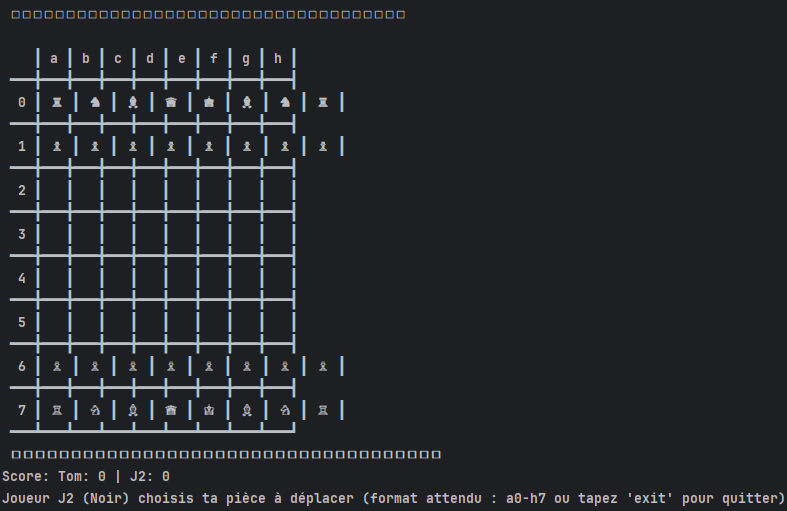 | a | b | c | d | e | f | g | h |
0 | ♜ | ♞ | ♝ | ♛ | ♚ | ♝ | ♞ | ♜ |
1 | ♙ | ♙ | ♙ | ♙ | ♙ | ♙ | ♙ | ♙ |
2 | | | | | | | | |
3 | | | | | | | | |
4 | | | | | | | | |
5 | | | | | | | | |
6 | ♙ | ♙ | ♙ | ♙ | ♙ | ♙ | ♙ | ♙ |
7 | ♖ | ♘ | ♗ | ♛ | ♔ | ♗ | ♘ | ♖ |
Score: Tom: 0 | J2: 0
Joueur J2 (Noir) choisis ta pièce à déplacer (format attendu : a0-h7 ou tapez 'exit' pour quitter)